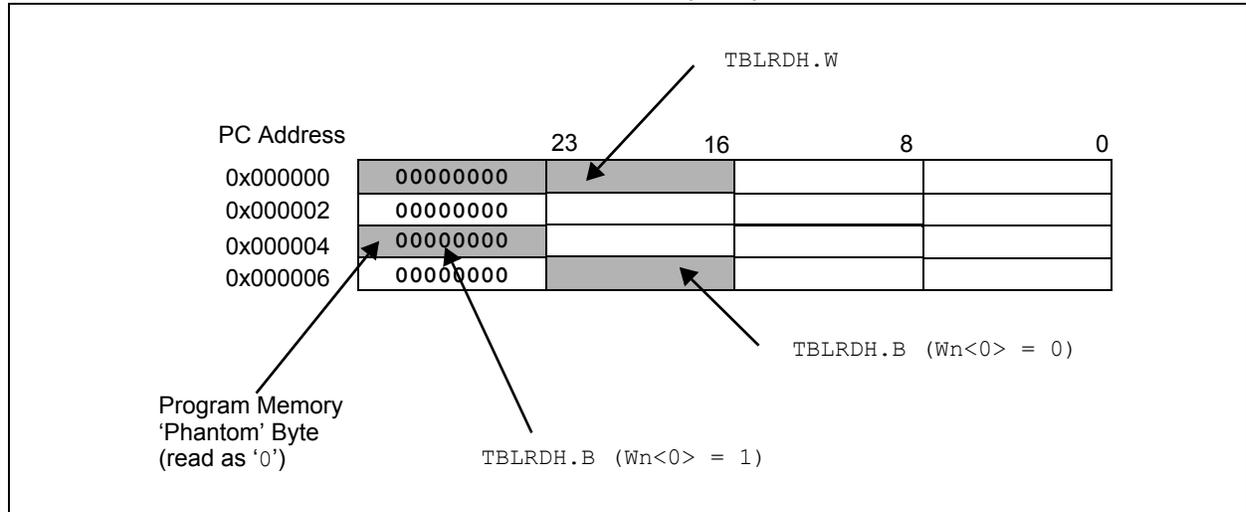 TBLRDH.W
PC Address 23 16 8 0
0x000000 00000000
0x000002 00000000
0x000004 00000000
0x000006 00000000
TBLRDH.B (Wn<0> = 0)
Program Memory
‘Phantom’ Byte
(read as ‘0’)
TBLRDH.B (Wn<0> = 1)